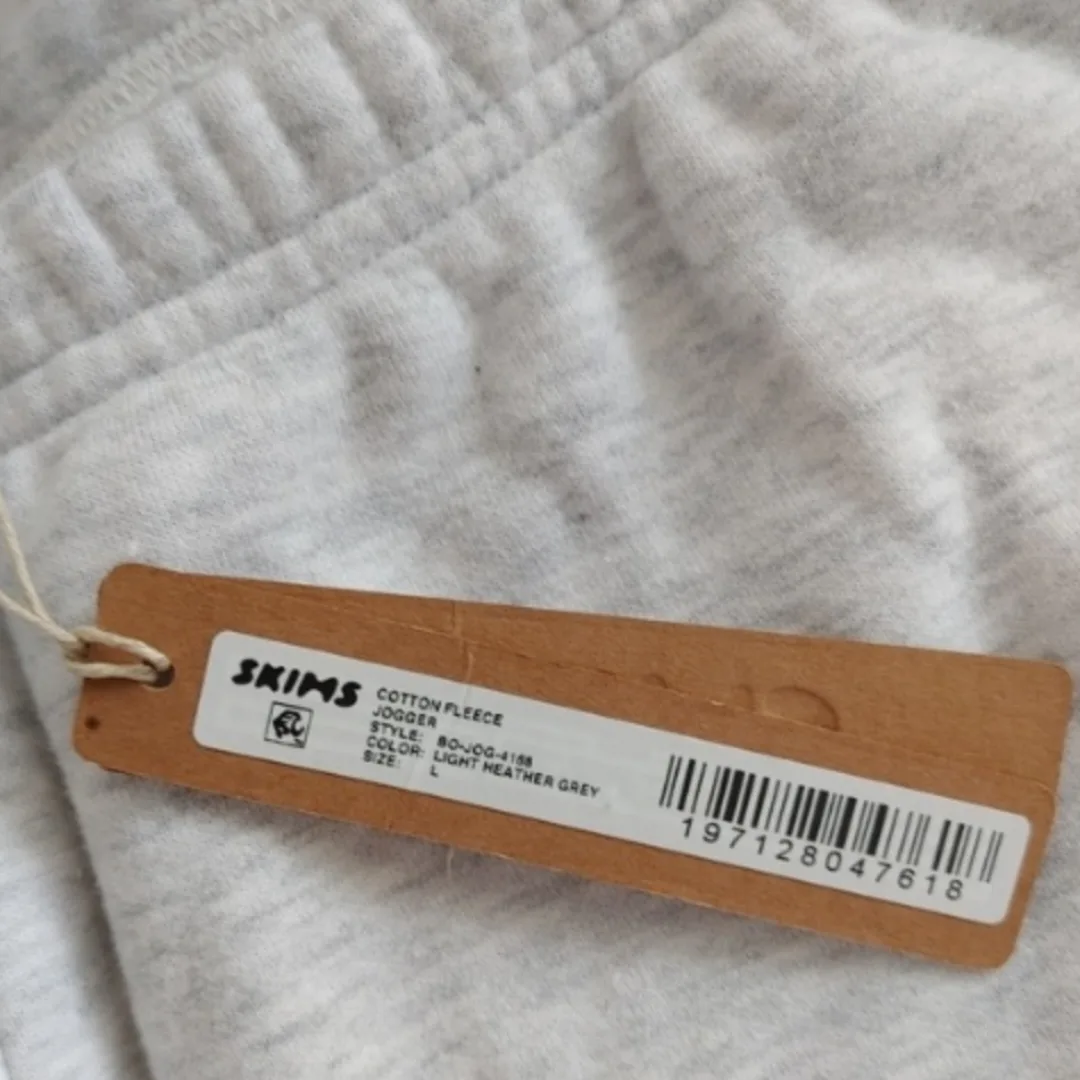 SKIMS
COTTON FLEECE
JOGGER
STYLE: BO-JOG-4168
COLOR: LIGHT HEATHER GREY
SIZE: L
197128047618